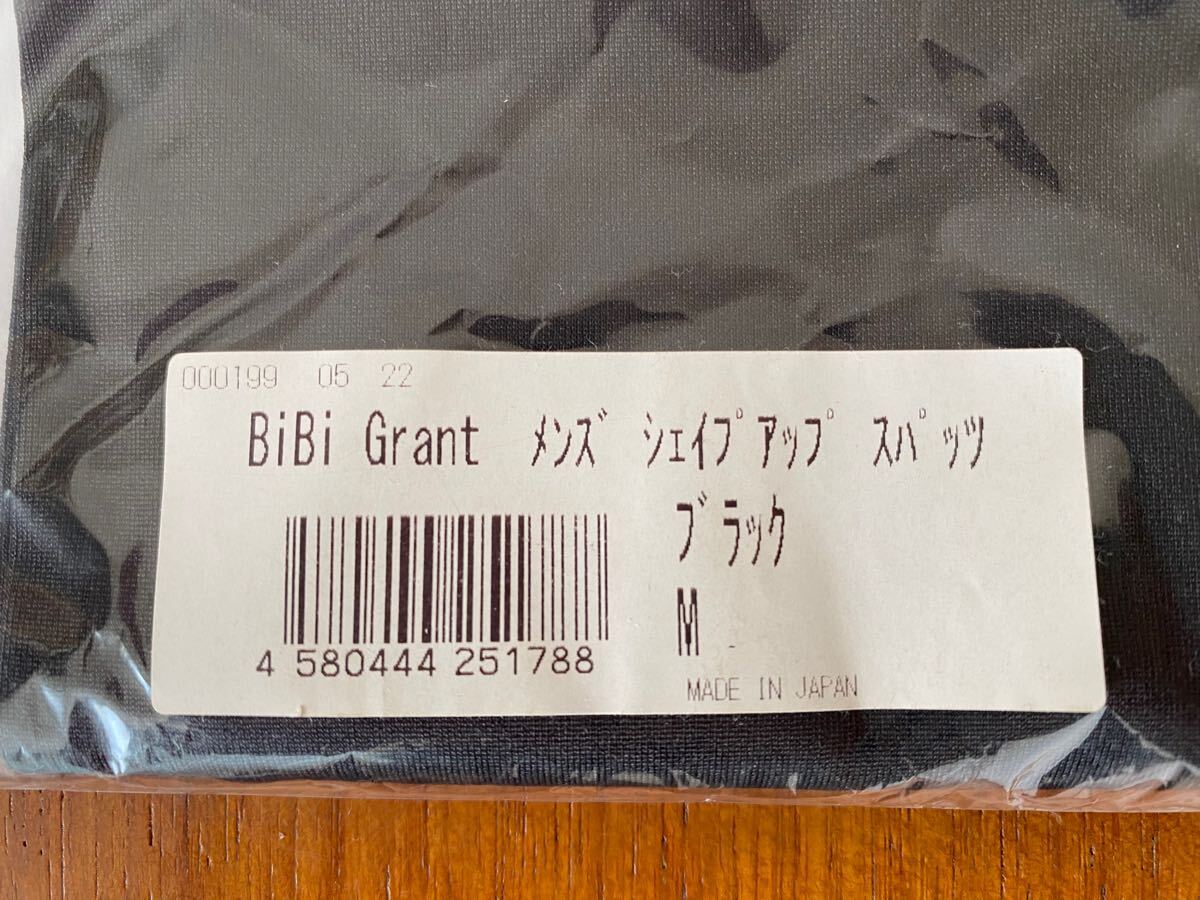 000199 05 22
BiBi Grant ﾒﾝｽﾞ ｼｪｲﾌﾟｱｯﾌﾟ ｽﾊﾟｯﾂ
ﾌﾞﾗｯｸ
M
4 580444 251788
MADE IN JAPAN